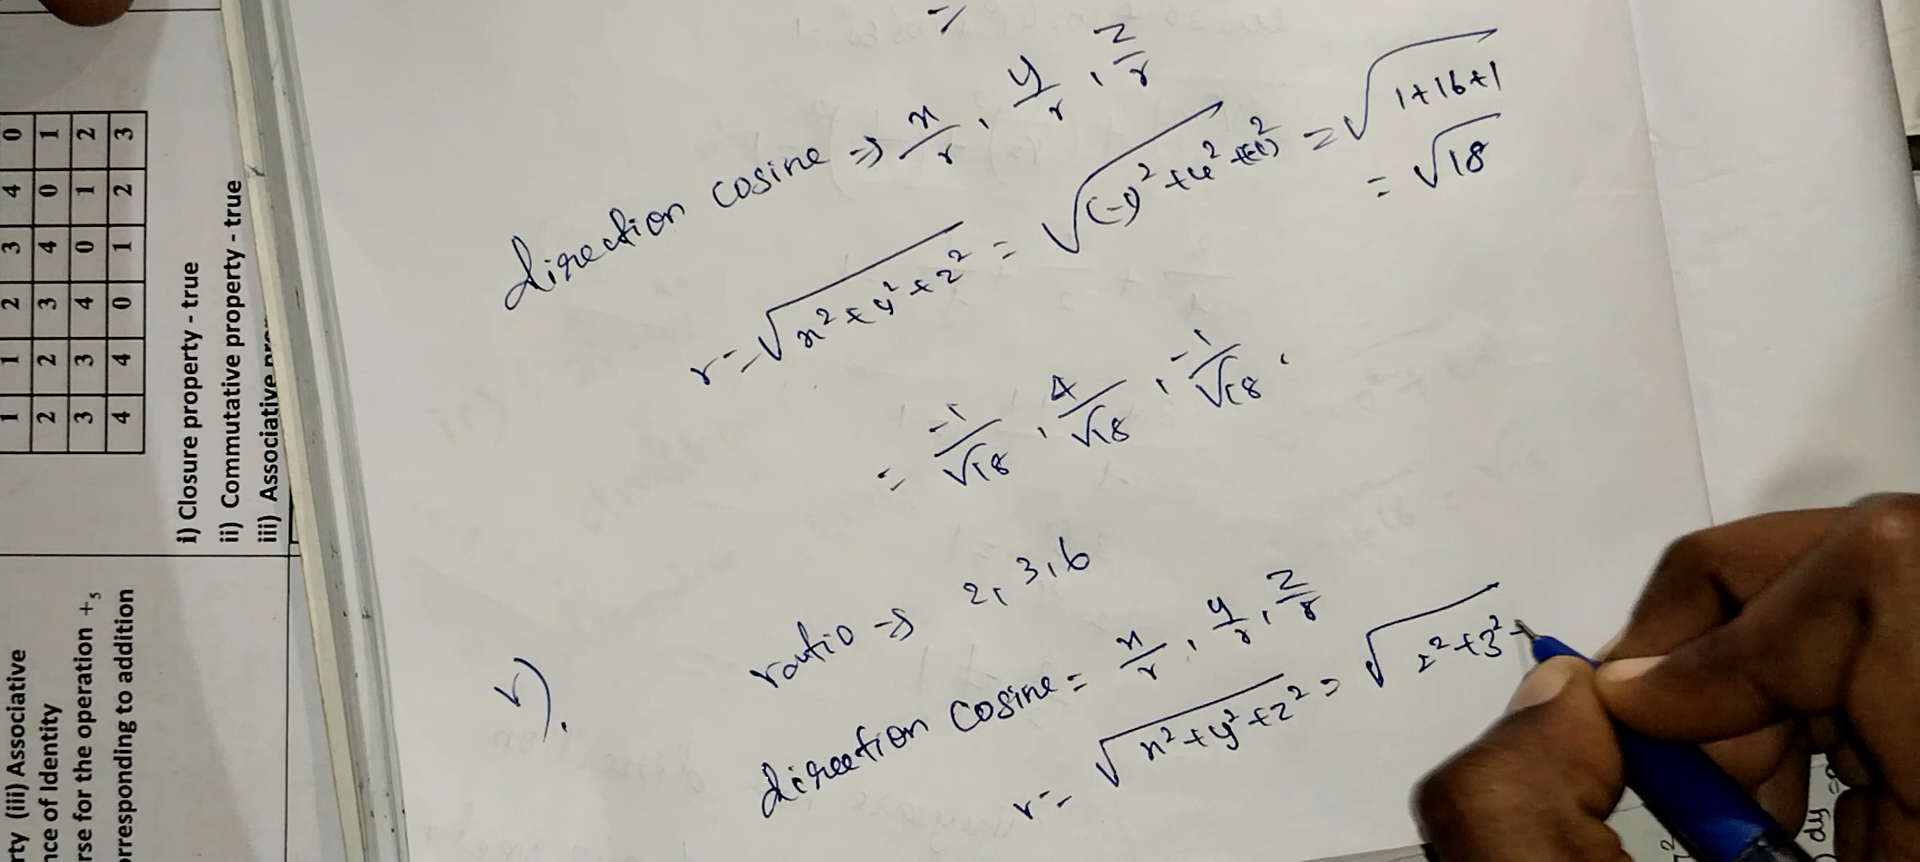 direction cosine ⇒ x/r, y/r, z/r
r = √x²+y²+z² = √(-1)²+4²+(-1)² = √1+16+1
= √18
= -1/√18, 4/√18, -1/√18.
v). ratio ⇒ 2, 3, 6
direction cosine = x/r, y/r, z/r
r = √x²+y²+z² = √2²+3²+
1 1 2 3 4 0
2 2 3 4 0 1
3 3 4 0 1 2
4 4 0 1 2 3
i) Closure property - true
ii) Commutative property - true
iii) Associative
rty (iii) Associative
nce of Identity
rse for the operation +₅
rresponding to addition